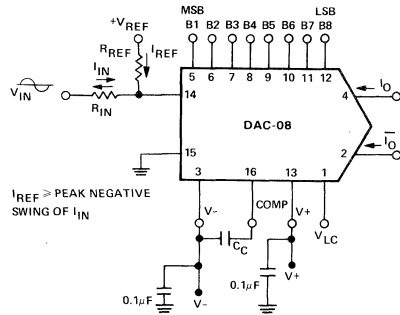 MSB LSB
+VREF B1 B2 B3 B4 B5 B6 B7 B8
RREF IREF
IIN
5 6 7 8 9 10 11 12
VIN RIN 14 4 IO
DAC-08
15 2 IO
3 16 13 1
IREF ⩾ PEAK NEGATIVE
SWING OF IIN
V− COMP V+
CC VLC
0.1μF V− 0.1μF V+